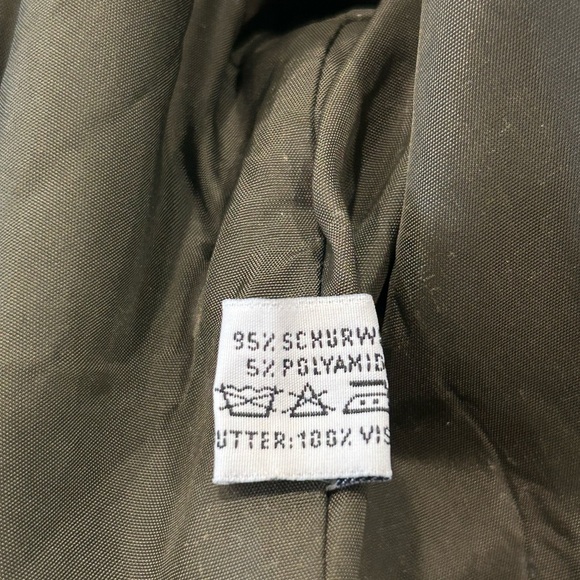 95% SCHURW
5% POLYAMID
UTTER:100% VIS